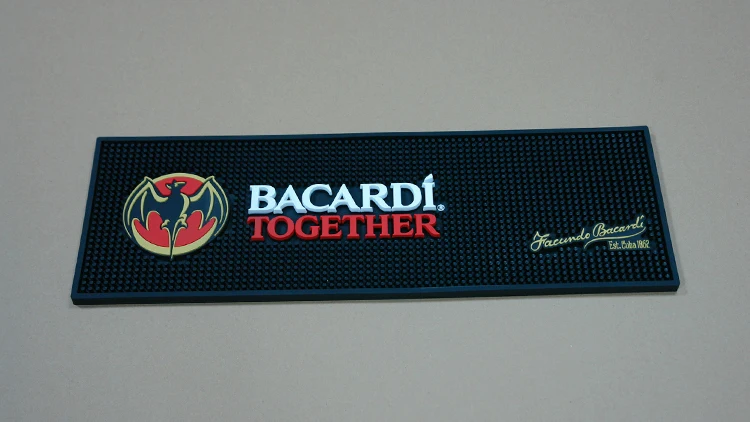 BACARDÍ®
TOGETHER
Facundo Bacardí
Est. Cuba 1862